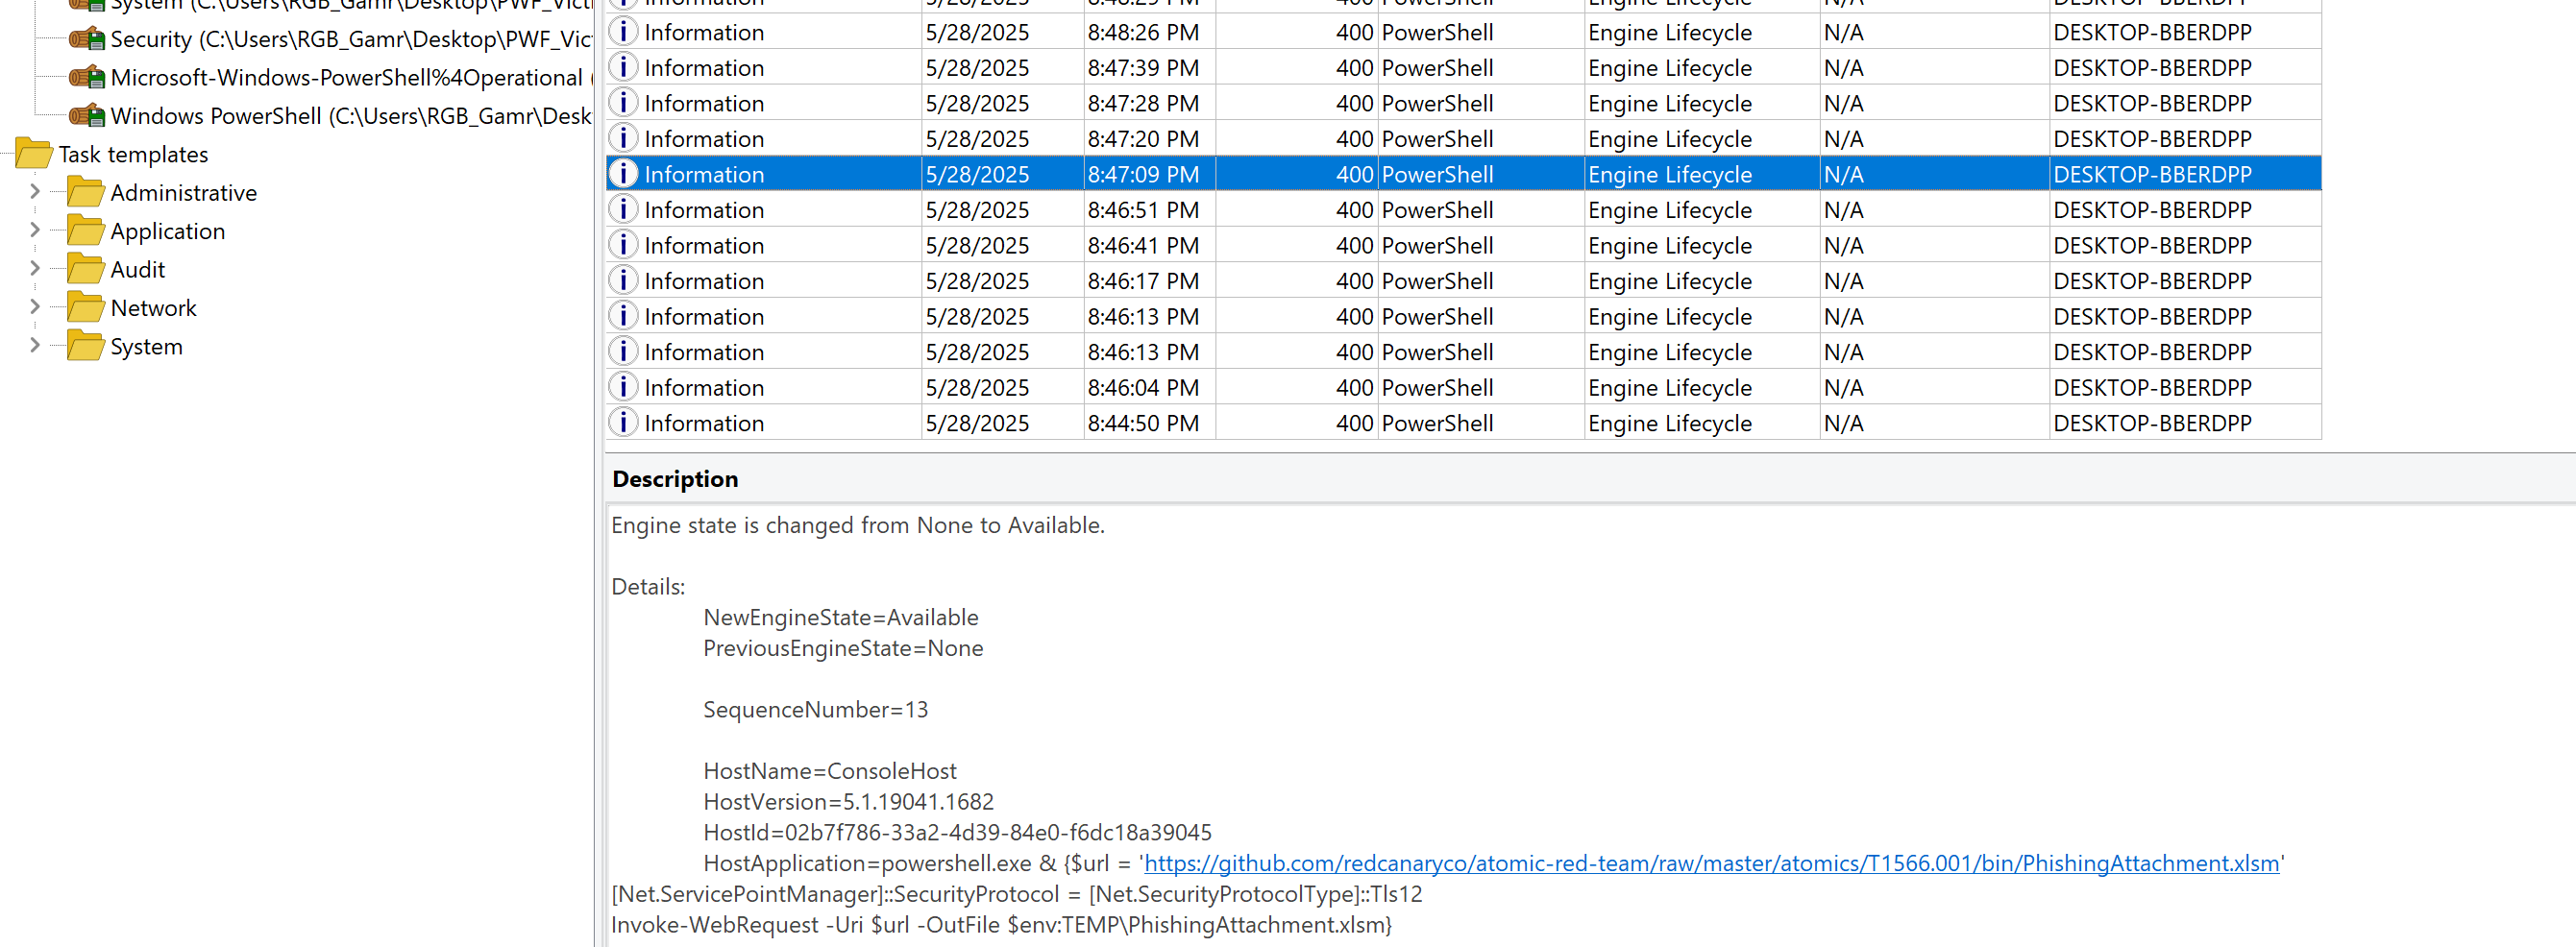 System (C:\Users\RGB_Gamr\Desktop\PWF_Victi
Security (C:\Users\RGB_Gamr\Desktop\PWF_Vic
Microsoft-Windows-PowerShell%4Operational (
Windows PowerShell (C:\Users\RGB_Gamr\Desk
Task templates
Administrative
Application
Audit
Network
System
Information 5/28/2025 8:48:29 PM 400 PowerShell Engine Lifecycle N/A DESKTOP-BBERDPP
Information 5/28/2025 8:48:26 PM 400 PowerShell Engine Lifecycle N/A DESKTOP-BBERDPP
Information 5/28/2025 8:47:39 PM 400 PowerShell Engine Lifecycle N/A DESKTOP-BBERDPP
Information 5/28/2025 8:47:28 PM 400 PowerShell Engine Lifecycle N/A DESKTOP-BBERDPP
Information 5/28/2025 8:47:20 PM 400 PowerShell Engine Lifecycle N/A DESKTOP-BBERDPP
Information 5/28/2025 8:47:09 PM 400 PowerShell Engine Lifecycle N/A DESKTOP-BBERDPP
Information 5/28/2025 8:46:51 PM 400 PowerShell Engine Lifecycle N/A DESKTOP-BBERDPP
Information 5/28/2025 8:46:41 PM 400 PowerShell Engine Lifecycle N/A DESKTOP-BBERDPP
Information 5/28/2025 8:46:17 PM 400 PowerShell Engine Lifecycle N/A DESKTOP-BBERDPP
Information 5/28/2025 8:46:13 PM 400 PowerShell Engine Lifecycle N/A DESKTOP-BBERDPP
Information 5/28/2025 8:46:13 PM 400 PowerShell Engine Lifecycle N/A DESKTOP-BBERDPP
Information 5/28/2025 8:46:04 PM 400 PowerShell Engine Lifecycle N/A DESKTOP-BBERDPP
Information 5/28/2025 8:44:50 PM 400 PowerShell Engine Lifecycle N/A DESKTOP-BBERDPP
Description
Engine state is changed from None to Available.
Details:
NewEngineState=Available
PreviousEngineState=None
SequenceNumber=13
HostName=ConsoleHost
HostVersion=5.1.19041.1682
HostId=02b7f786-33a2-4d39-84e0-f6dc18a39045
HostApplication=powershell.exe & {$url = 'https://github.com/redcanaryco/atomic-red-team/raw/master/atomics/T1566.001/bin/PhishingAttachment.xlsm'
[Net.ServicePointManager]::SecurityProtocol = [Net.SecurityProtocolType]::Tls12
Invoke-WebRequest -Uri $url -OutFile $env:TEMP\PhishingAttachment.xlsm}